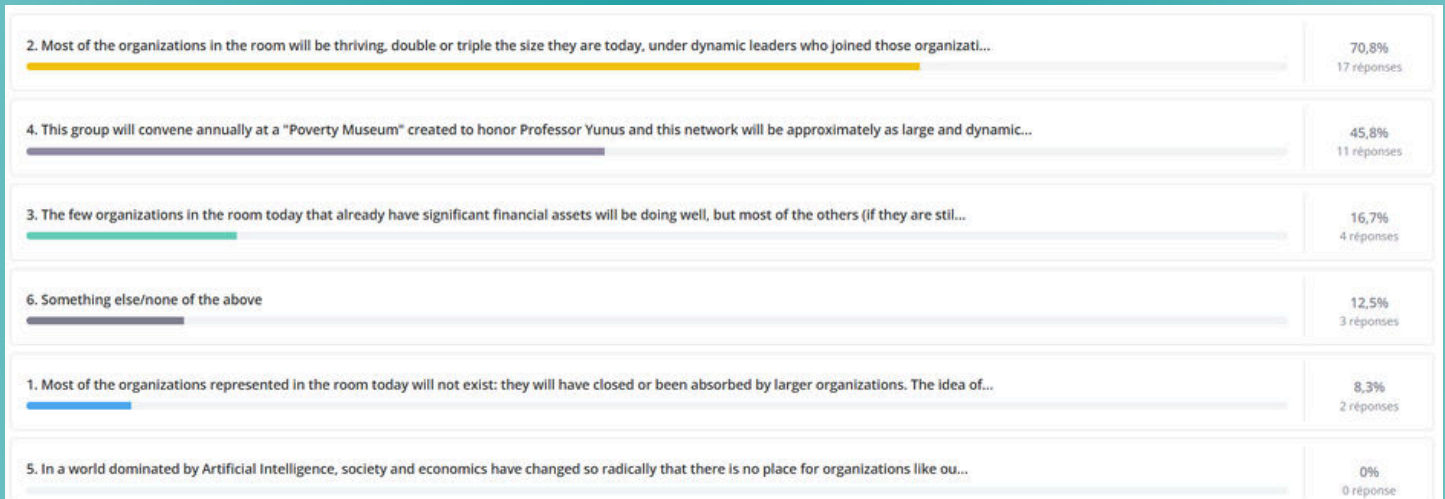 2. Most of the organizations in the room will be thriving, double or triple the size they are today, under dynamic leaders who joined those organizati...
70,8%
17 réponses
4. This group will convene annually at a "Poverty Museum" created to honor Professor Yunus and this network will be approximately as large and dynamic...
45,8%
11 réponses
3. The few organizations in the room today that already have significant financial assets will be doing well, but most of the others (if they are stil...
16,7%
4 réponses
6. Something else/none of the above
12,5%
3 réponses
1. Most of the organizations represented in the room today will not exist: they will have closed or been absorbed by larger organizations. The idea of...
8,3%
2 réponses
5. In a world dominated by Artificial Intelligence, society and economics have changed so radically that there is no place for organizations like ou...
0%
0 réponse